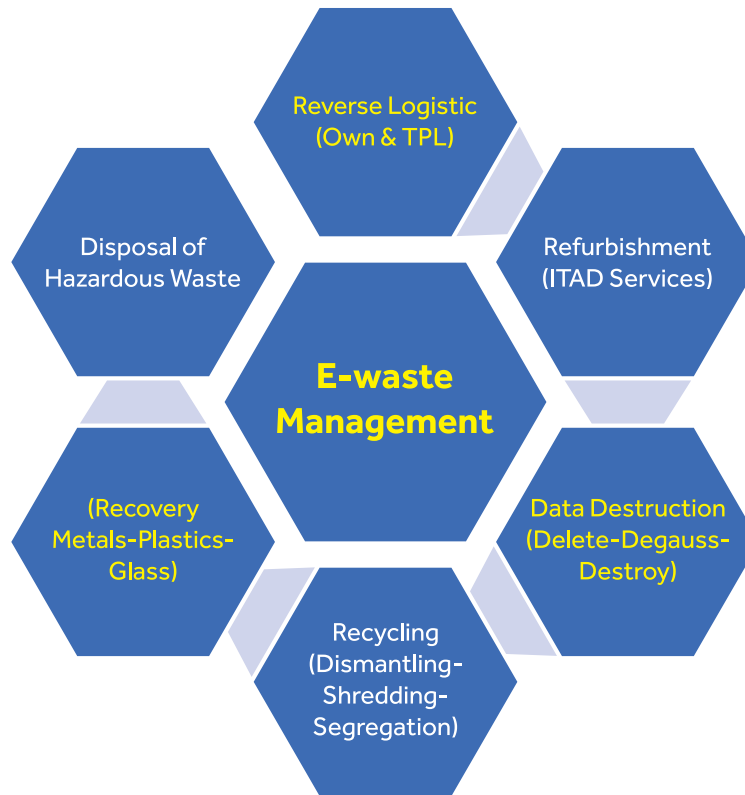 Reverse Logistic
(Own & TPL)
Refurbishment
(ITAD Services)
Data Destruction
(Delete-Degauss-
Destroy)
Recycling
(Dismantling-
Shredding-
Segregation)
(Recovery
Metals-Plastics-
Glass)
Disposal of
Hazardous Waste
E-waste
Management